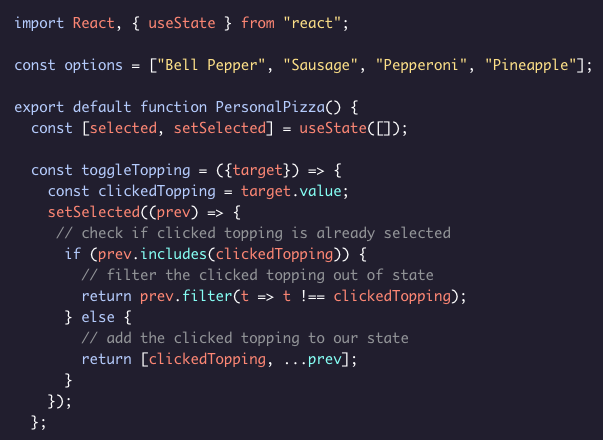 import React, { useState } from "react";

const options = ["Bell Pepper", "Sausage", "Pepperoni", "Pineapple"];

export default function PersonalPizza() {
  const [selected, setSelected] = useState([]);

  const toggleTopping = ({target}) => {
    const clickedTopping = target.value;
    setSelected((prev) => {
     // check if clicked topping is already selected
      if (prev.includes(clickedTopping)) {
        // filter the clicked topping out of state
        return prev.filter(t => t !== clickedTopping);
      } else {
        // add the clicked topping to our state
        return [clickedTopping, ...prev];
      }
    });
  };